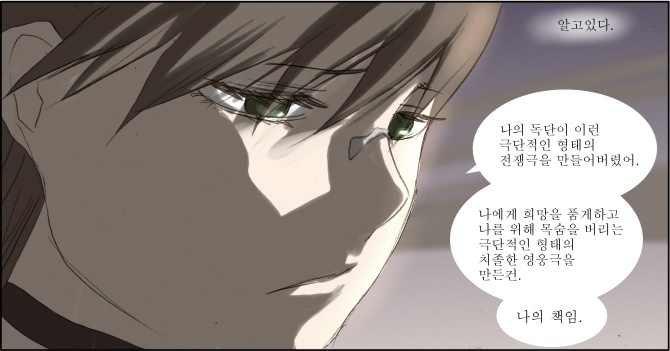 알고있다.
나의 독단이 이런
극단적인 형태의
전쟁극을 만들어버렸어.
나에게 희망을 품게하고
나를 위해 목숨을 버리는
극단적인 형태의
치졸한 영웅극을
만든건.
나의 책임.